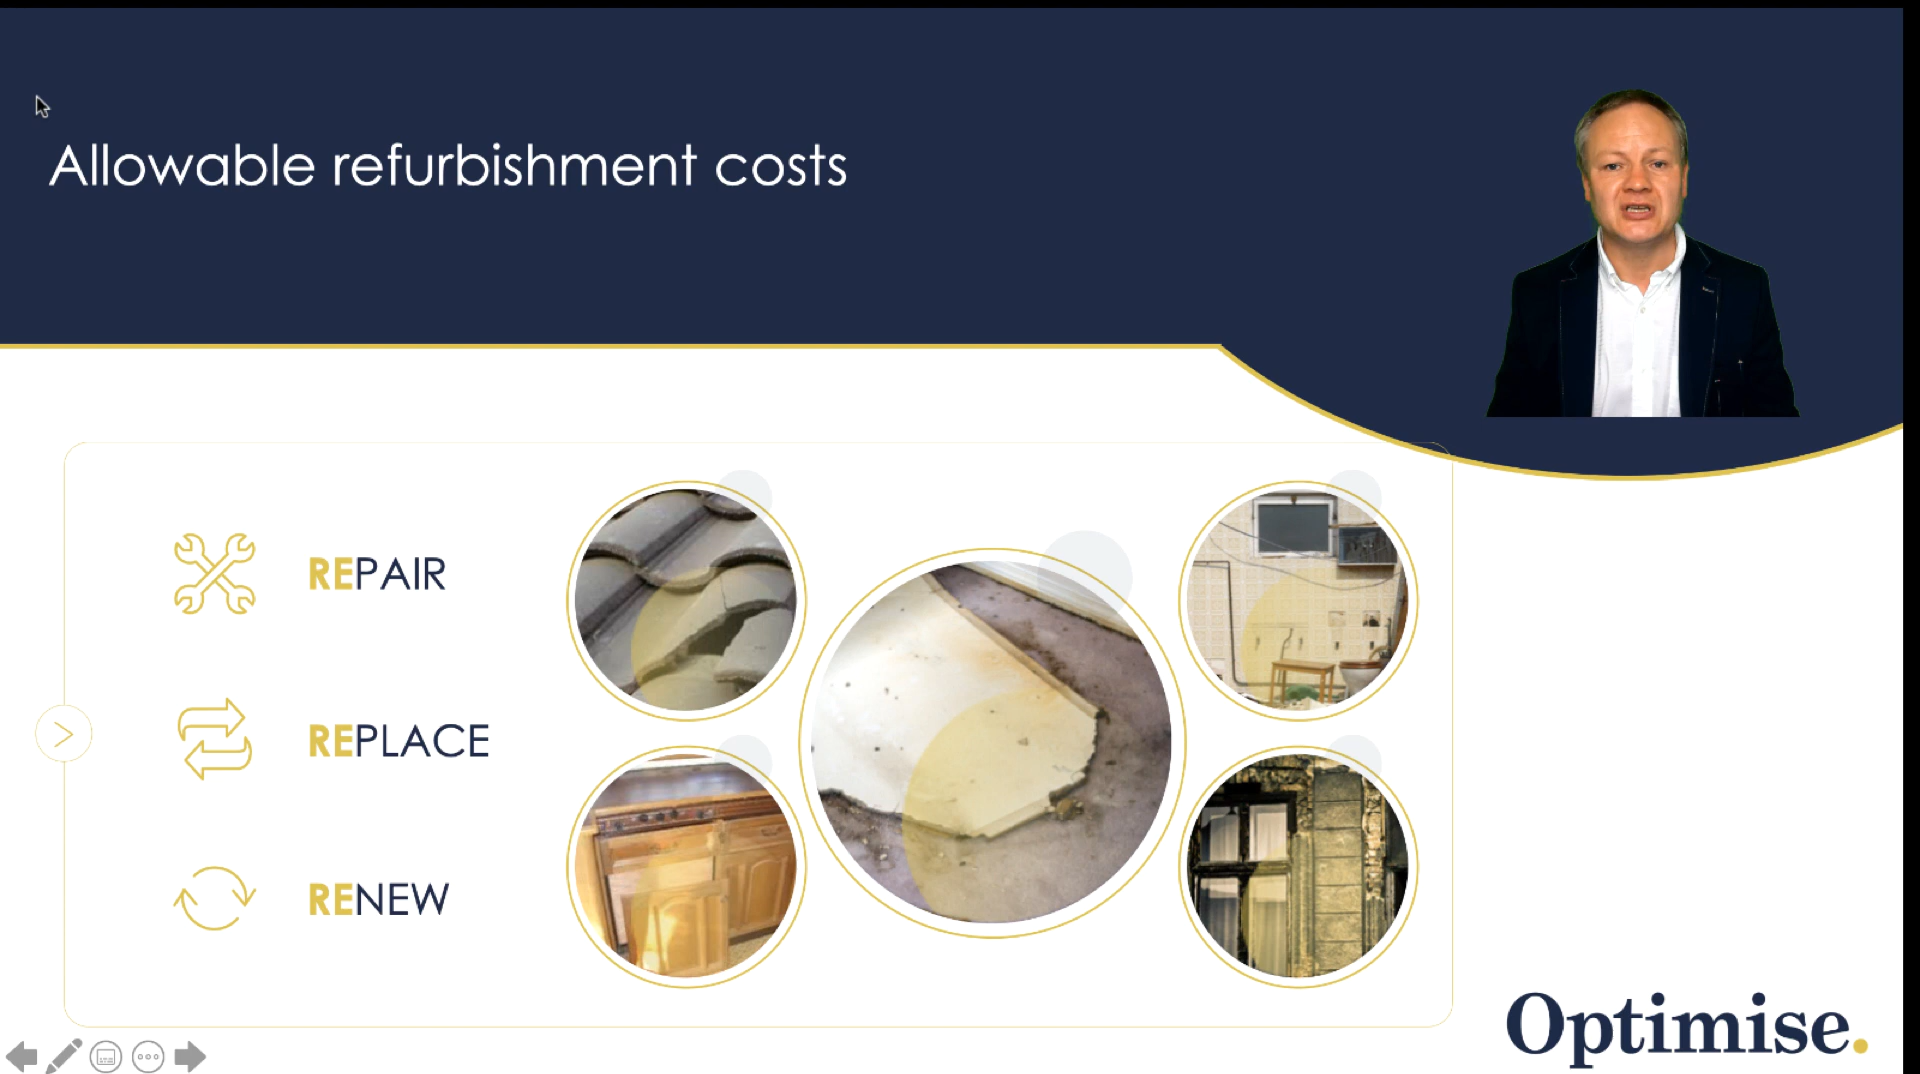 Allowable refurbishment costs
REPAIR
REPLACE
RENEW
Optimise.